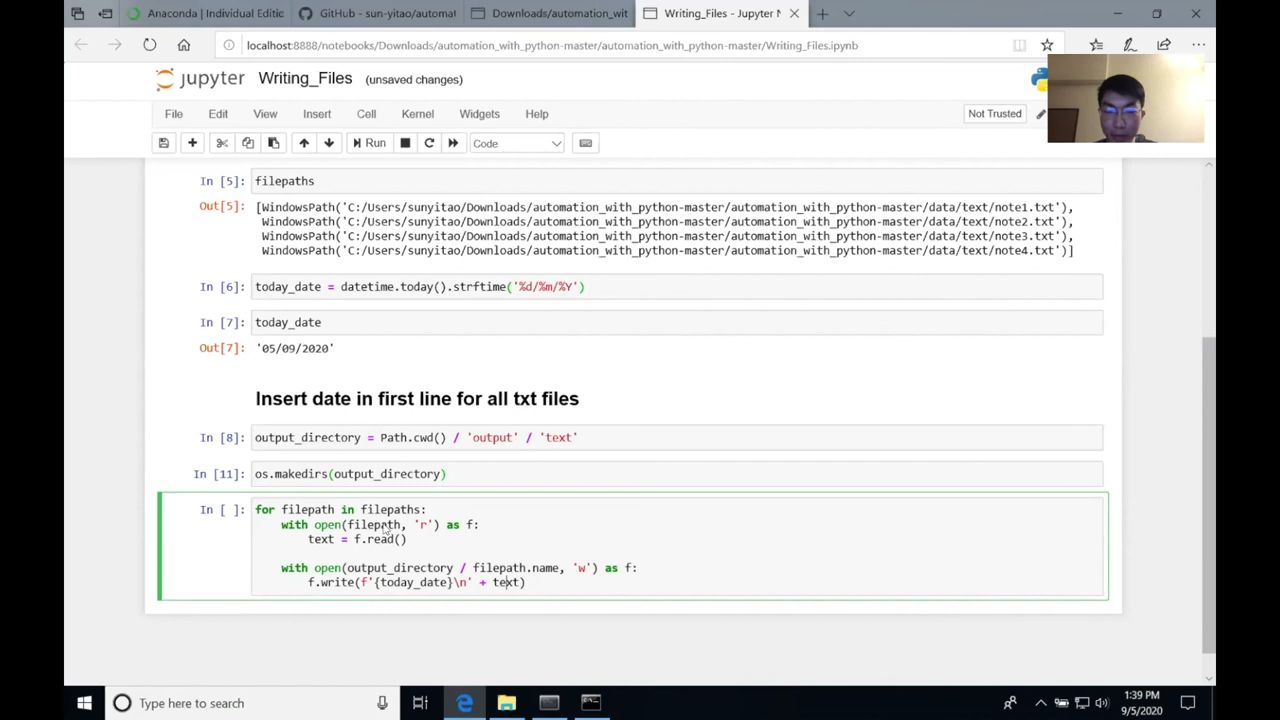 Anaconda | Individual Editic
GitHub - sun-yitao/automat
Downloads/automation_wit
Writing_Files - Jupyter N
localhost:8888/notebooks/Downloads/automation_with_python-master/automation_with_python-master/Writing_Files.ipynb
jupyter Writing_Files (unsaved changes)
File Edit View Insert Cell Kernel Widgets Help
Not Trusted
Run Code
In [5]: filepaths
Out[5]: [WindowsPath('C:/Users/sunyitao/Downloads/automation_with_python-master/automation_with_python-master/data/text/note1.txt'),
WindowsPath('C:/Users/sunyitao/Downloads/automation_with_python-master/automation_with_python-master/data/text/note2.txt'),
WindowsPath('C:/Users/sunyitao/Downloads/automation_with_python-master/automation_with_python-master/data/text/note3.txt'),
WindowsPath('C:/Users/sunyitao/Downloads/automation_with_python-master/automation_with_python-master/data/text/note4.txt')]
In [6]: today_date = datetime.today().strftime('%d/%m/%Y')
In [7]: today_date
Out[7]: '05/09/2020'
Insert date in first line for all txt files
In [8]: output_directory = Path.cwd() / 'output' / 'text'
In [11]: os.makedirs(output_directory)
In [ ]: for filepath in filepaths:
with open(filepath, 'r') as f:
text = f.read()
with open(output_directory / filepath.name, 'w') as f:
f.write(f'{today_date}\n' + text)
Type here to search
1:39 PM
9/5/2020